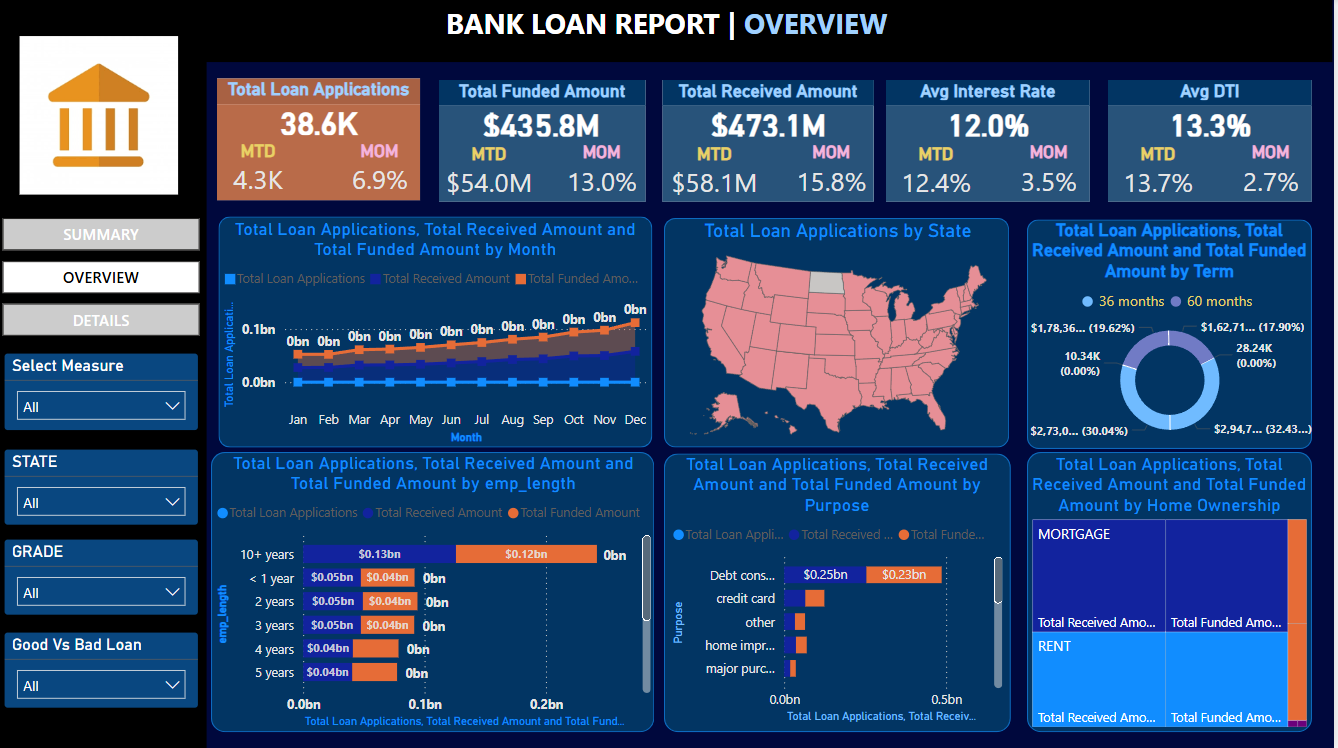 BANK LOAN REPORT | OVERVIEW
Total Loan Applications
38.6K
MTD MOM
4.3K 6.9%
Total Funded Amount
$435.8M
MTD MOM
$54.0M 13.0%
Total Received Amount
$473.1M
MTD MOM
$58.1M 15.8%
Avg Interest Rate
12.0%
MTD MOM
12.4% 3.5%
Avg DTI
13.3%
MTD MOM
13.7% 2.7%
SUMMARY
OVERVIEW
DETAILS
Select Measure
All
STATE
All
GRADE
All
Good Vs Bad Loan
All
Total Loan Applications, Total Received Amount and
Total Funded Amount by Month
Total Loan Applications Total Received Amount Total Funded Amo...
Total Loan Applicati...
0.1bn
0.0bn
0bn 0bn 0bn 0bn 0bn 0bn 0bn 0bn 0bn 0bn 0bn 0bn
Jan Feb Mar Apr May Jun Jul Aug Sep Oct Nov Dec
Month
Total Loan Applications by State
Total Loan Applications, Total
Received Amount and Total Funded
Amount by Term
36 months 60 months
$1,78,36... (19.62%)
$1,62,71... (17.90%)
10.34K
(0.00%)
28.24K
(0.00%)
$2,73,0... (30.04%)
$2,94,7... (32.43...)
Total Loan Applications, Total Received Amount and
Total Funded Amount by emp_length
Total Loan Applications Total Received Amount Total Funded Amount
emp_length
10+ years $0.13bn $0.12bn 0bn
< 1 year $0.05bn $0.04bn 0bn
2 years $0.05bn $0.04bn 0bn
3 years $0.05bn $0.04bn 0bn
4 years $0.04bn 0bn
5 years $0.04bn 0bn
0.0bn 0.1bn 0.2bn
Total Loan Applications, Total Received Amount and Total Fund...
Total Loan Applications, Total Received
Amount and Total Funded Amount by
Purpose
Total Loan Appli... Total Received ... Total Funde...
Purpose
Debt cons... $0.25bn $0.23bn
credit card
other
home impr...
major purc...
0.0bn 0.5bn
Total Loan Applications, Total Receiv...
Total Loan Applications, Total
Received Amount and Total Funded
Amount by Home Ownership
MORTGAGE
Total Received Amo... Total Funded Amo...
RENT
Total Received Amo... Total Funded Amo...